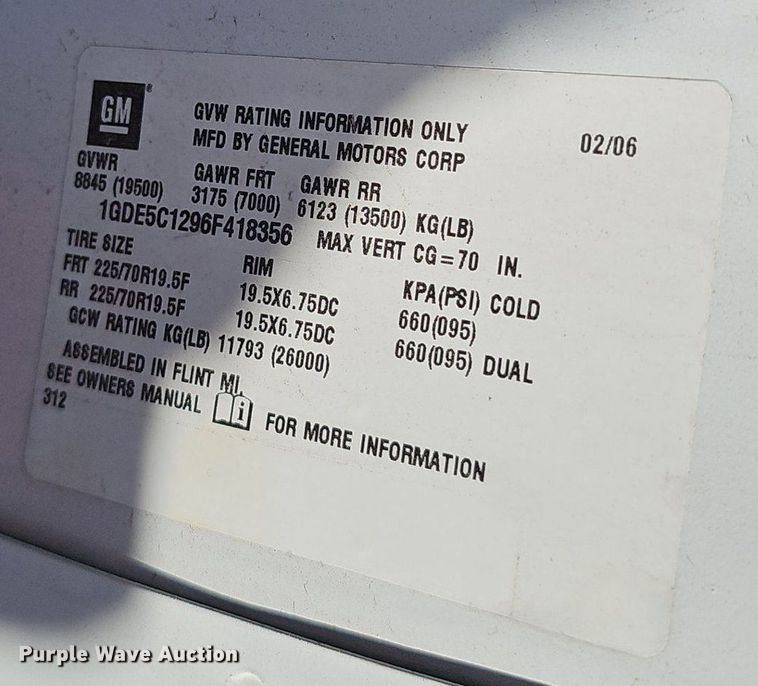 GM
GVW RATING INFORMATION ONLY 02/06
MFD BY GENERAL MOTORS CORP
GVWR GAWR FRT GAWR RR
8845 (19500) 3175 (7000) 6123 (13500) KG(LB)
1GDE5C1296F418356 MAX VERT CG=70 IN.
TIRE SIZE RIM KPA(PSI) COLD
FRT 225/70R19.5F 19.5X6.75DC 660(095)
RR 225/70R19.5F 19.5X6.75DC 660(095) DUAL
GCW RATING KG(LB) 11793 (26000)
ASSEMBLED IN FLINT MI.
SEE OWNERS MANUAL i FOR MORE INFORMATION
312
Purple Wave Auction